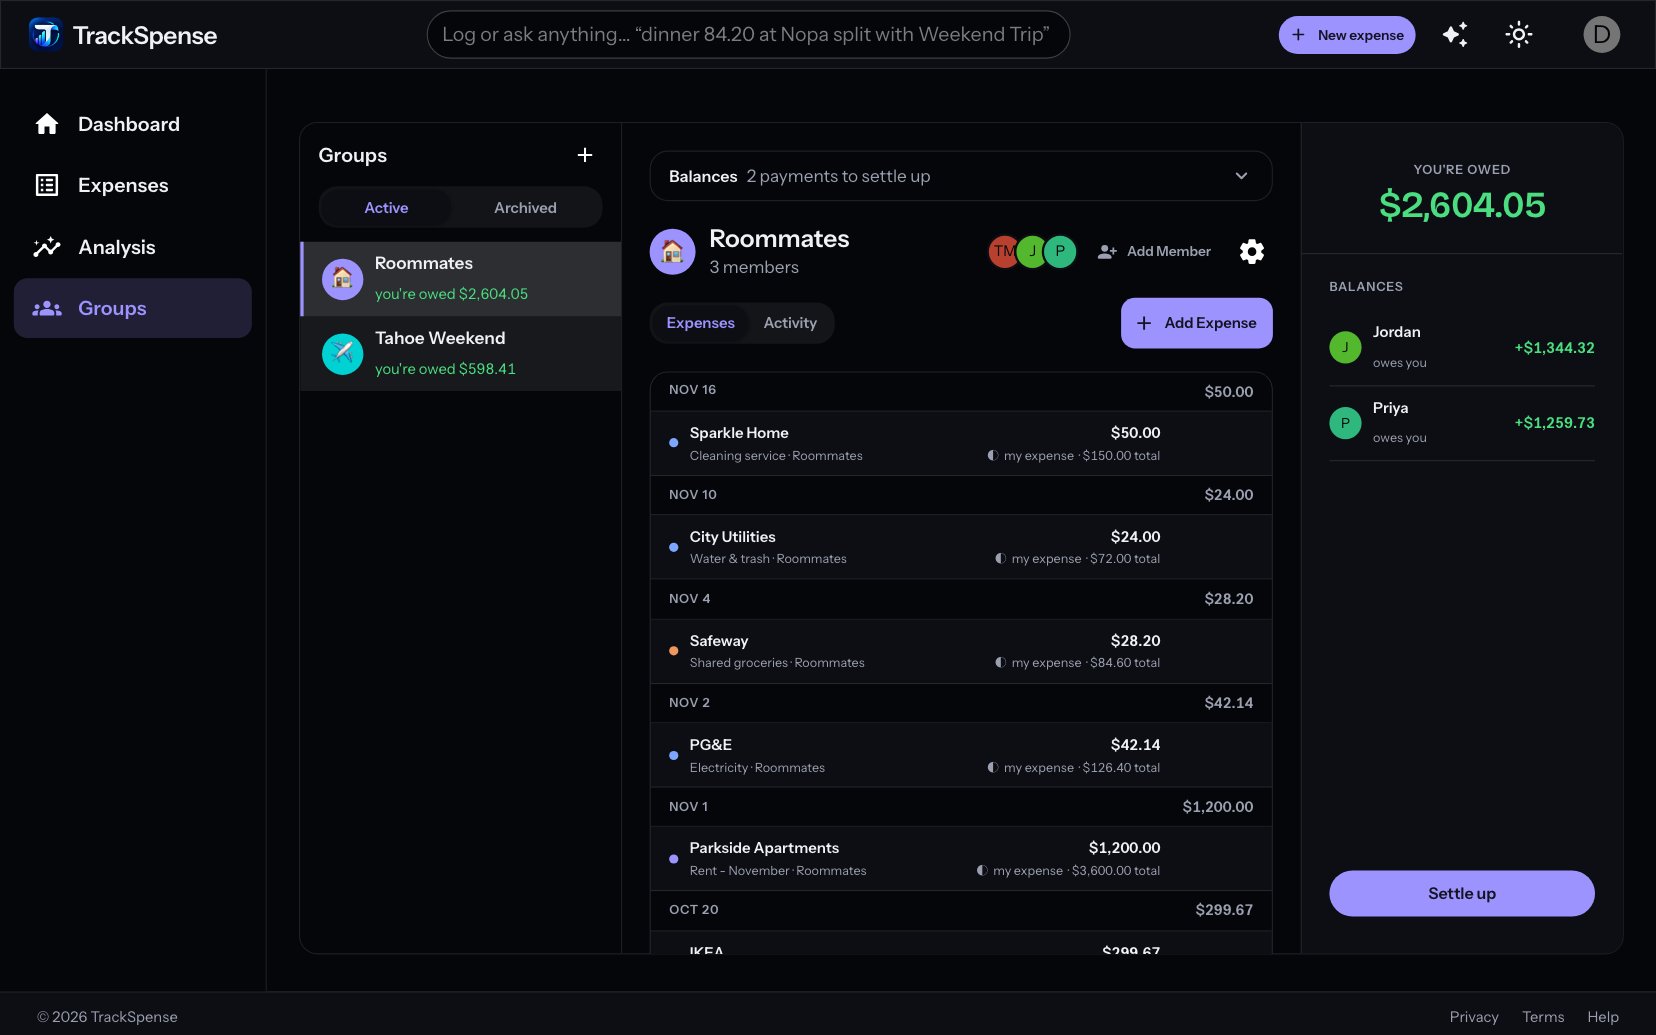 TrackSpense
Log or ask anything... “dinner 84.20 at Nopa split with Weekend Trip”
+ New expense
D
Dashboard
Expenses
Analysis
Groups
Groups
+
Active
Archived
Roommates
you're owed $2,604.05
Tahoe Weekend
you're owed $598.41
Balances 2 payments to settle up
Roommates
3 members
TM J P
Add Member
Expenses
Activity
+ Add Expense
NOV 16 $50.00
Sparkle Home $50.00
Cleaning service · Roommates my expense · $150.00 total
NOV 10 $24.00
City Utilities $24.00
Water & trash · Roommates my expense · $72.00 total
NOV 4 $28.20
Safeway $28.20
Shared groceries · Roommates my expense · $84.60 total
NOV 2 $42.14
PG&E $42.14
Electricity · Roommates my expense · $126.40 total
NOV 1 $1,200.00
Parkside Apartments $1,200.00
Rent - November · Roommates my expense · $3,600.00 total
OCT 20 $299.67
IKEA $299.67
YOU'RE OWED
$2,604.05
BALANCES
J
Jordan
owes you
+$1,344.32
P
Priya
owes you
+$1,259.73
Settle up
© 2026 TrackSpense
Privacy
Terms
Help